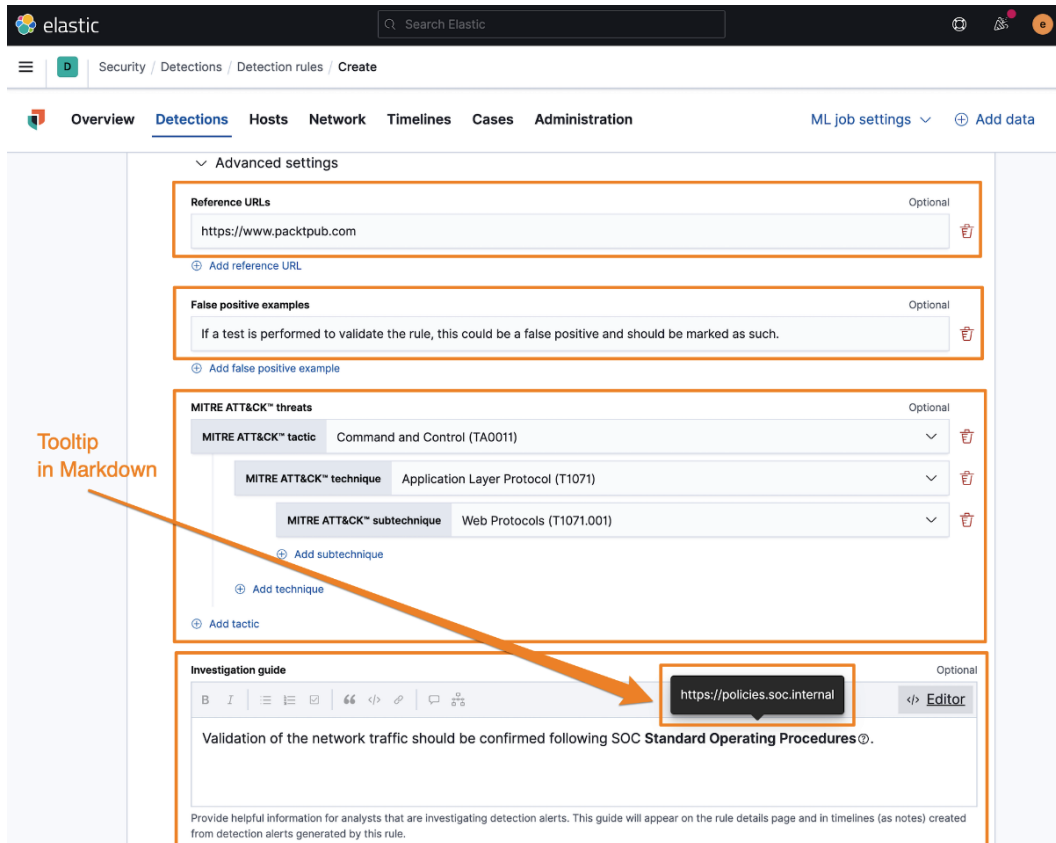 elastic
Search Elastic
e
D
Security / Detections / Detection rules / Create
Overview Detections Hosts Network Timelines Cases Administration ML job settings Add data
Advanced settings
Reference URLs Optional
https://www.packtpub.com
Add reference URL
False positive examples Optional
If a test is performed to validate the rule, this could be a false positive and should be marked as such.
Add false positive example
MITRE ATT&CK™ threats Optional
MITRE ATT&CK™ tactic Command and Control (TA0011)
Tooltip
in Markdown
MITRE ATT&CK™ technique Application Layer Protocol (T1071)
MITRE ATT&CK™ subtechnique Web Protocols (T1071.001)
Add subtechnique
Add technique
Add tactic
Investigation guide Optional
B I https://policies.soc.internal Editor
Validation of the network traffic should be confirmed following SOC Standard Operating Procedures.
Provide helpful information for analysts that are investigating detection alerts. This guide will appear on the rule details page and in timelines (as notes) created
from detection alerts generated by this rule.